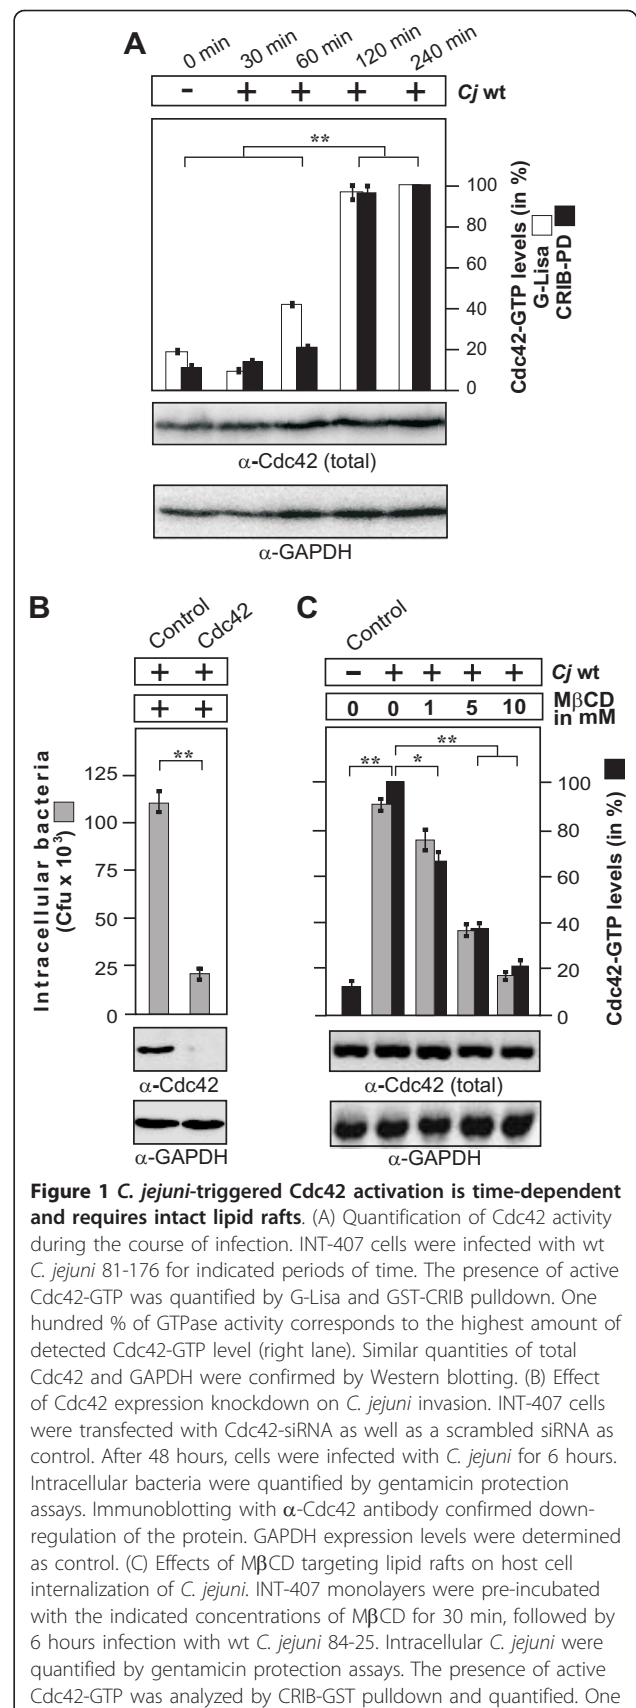 A
0 min 30 min 60 min 120 min 240 min
- + + + + Cj wt
**
100
80
60
40
20
0
Cdc42-GTP levels (in %)
G-Lisa
CRIB-PD
α-Cdc42 (total)
α-GAPDH
B
Control Cdc42
+ +
+ +
**
125
100
75
50
25
0
Intracellular bacteria
(Cfu x 10³)
α-Cdc42
α-GAPDH
C
Control
- + + + + Cj wt
0 0 1 5 10 MβCD
in mM
**
** *
100
80
60
40
20
0
Cdc42-GTP levels (in %)
α-Cdc42 (total)
α-GAPDH
Figure 1 C. jejuni-triggered Cdc42 activation is time-dependent
and requires intact lipid rafts. (A) Quantification of Cdc42 activity
during the course of infection. INT-407 cells were infected with wt
C. jejuni 81-176 for indicated periods of time. The presence of active
Cdc42-GTP was quantified by G-Lisa and GST-CRIB pulldown. One
hundred % of GTPase activity corresponds to the highest amount of
detected Cdc42-GTP level (right lane). Similar quantities of total
Cdc42 and GAPDH were confirmed by Western blotting. (B) Effect
of Cdc42 expression knockdown on C. jejuni invasion. INT-407 cells
were transfected with Cdc42-siRNA as well as a scrambled siRNA as
control. After 48 hours, cells were infected with C. jejuni for 6 hours.
Intracellular bacteria were quantified by gentamicin protection
assays. Immunoblotting with α-Cdc42 antibody confirmed down-
regulation of the protein. GAPDH expression levels were determined
as control. (C) Effects of MβCD targeting lipid rafts on host cell
internalization of C. jejuni. INT-407 monolayers were pre-incubated
with the indicated concentrations of MβCD for 30 min, followed by
6 hours infection with wt C. jejuni 84-25. Intracellular C. jejuni were
quantified by gentamicin protection assays. The presence of active
Cdc42-GTP was analyzed by CRIB-GST pulldown and quantified. One